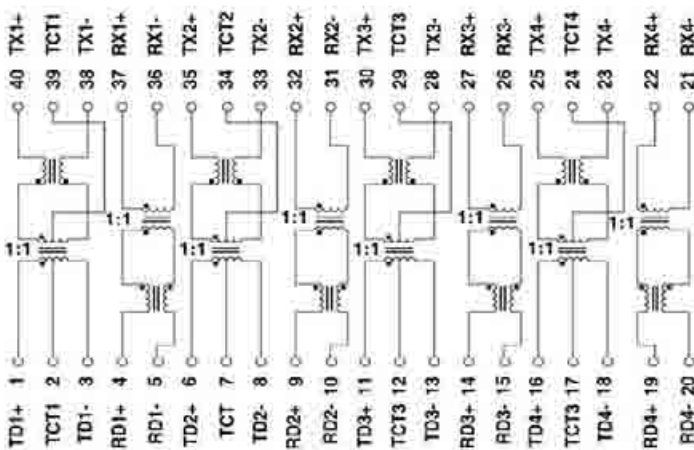 TX1+ TCT1 TX1- RX1+ RX1- TX2+ TCT2 TX2- RX2+ RX2- TX3+ TCT3 TX3- RX3+ RX3- TX4+ TCT4 TX4- RX4+ RX4-
40 39 38 37 36 35 34 33 32 31 30 29 28 27 26 25 24 23 22 21
1:1 1:1 1:1 1:1
1:1 1:1 1:1 1:1
1 2 3 4 5 6 7 8 9 10 11 12 13 14 15 16 17 18 19 20
TD1+ TCT1 TD1- RD1+ RD1- TD2+ TCT TD2- RD2+ RD2- TD3+ TCT3 TD3- RD3+ RD3- TD4+ TCT3 TD4- RD4+ RD4-